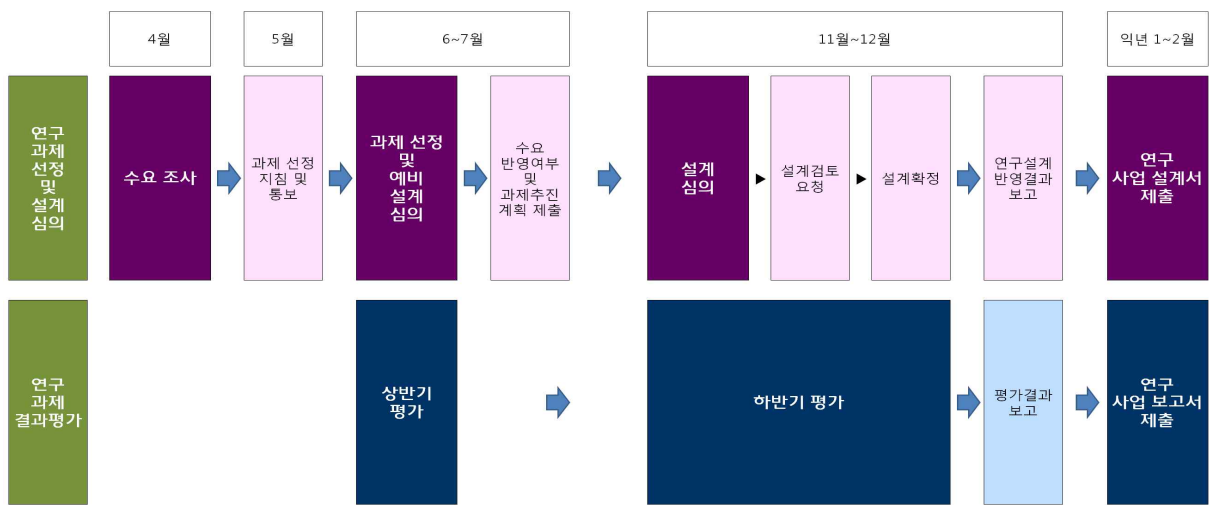 4월
5월
6~7월
11월~12월
익년 1~2월
연구
과제
선정
및
설계
심의
수요 조사
과제 선정
지침 및
통보
과제 선정
및
예비
설계
심의
수요
반영여부
및
과제추진
계획 제출
설계
심의
설계검토
요청
설계확정
연구설계
반영결과
보고
연구
사업 설계서
제출
연구
과제
결과평가
상반기
평가
하반기 평가
평가결과
보고
연구
사업 보고서
제출